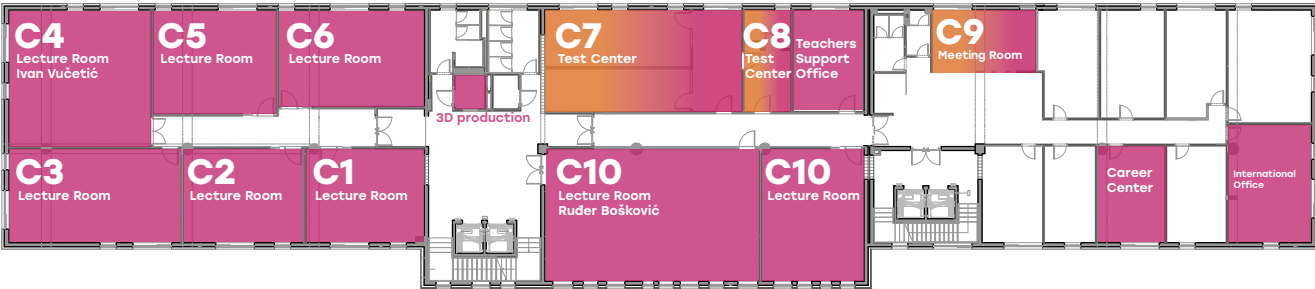 C4
Lecture Room
Ivan Vučetić
C5
Lecture Room
C6
Lecture Room
C7
Test Center
C8
Test
Center
Teachers
Support
Office
C9
Meeting Room
3D production
C3
Lecture Room
C2
Lecture Room
C1
Lecture Room
C10
Lecture Room
Ruđer Bošković
C10
Lecture Room
Career
Center
International
Office